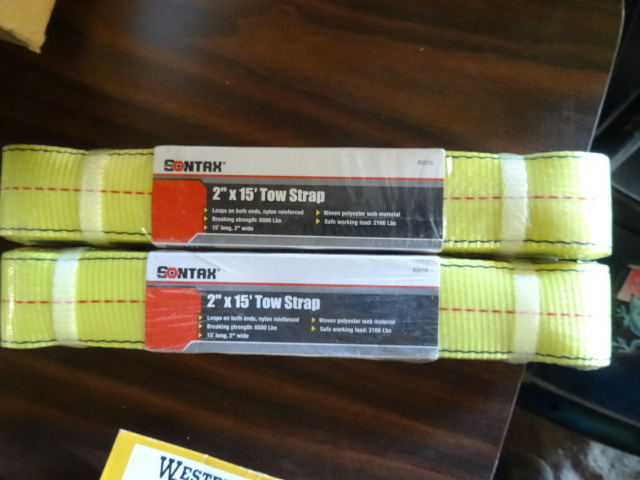 SONTAX® 80016
2" x 15' Tow Strap
Loops on both ends, nylon reinforced
Breaking strength: 6500 Lbs.
15' long, 2" wide
Woven polyester web material
Safe working load: 2166 Lbs
SONTAX®
2" x 15' Tow Strap
Loops on both ends, nylon reinforced
Breaking strength: 6500 Lbs
15' long, 2" wide
Woven polyester web material
Safe working load: 2166 Lbs